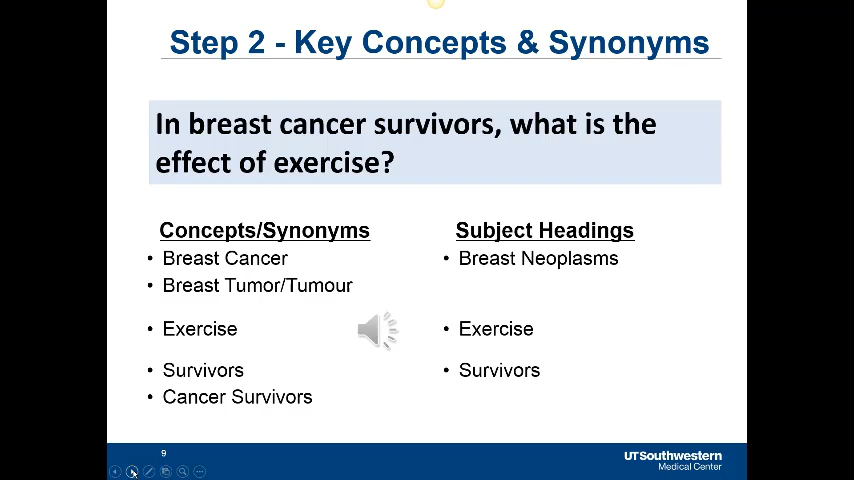 Step 2 - Key Concepts & Synonyms
In breast cancer survivors, what is the
effect of exercise?
Concepts/Synonyms
• Breast Cancer
• Breast Tumor/Tumour
• Exercise
• Survivors
• Cancer Survivors
Subject Headings
• Breast Neoplasms
• Exercise
• Survivors
9
UTSouthwestern
Medical Center